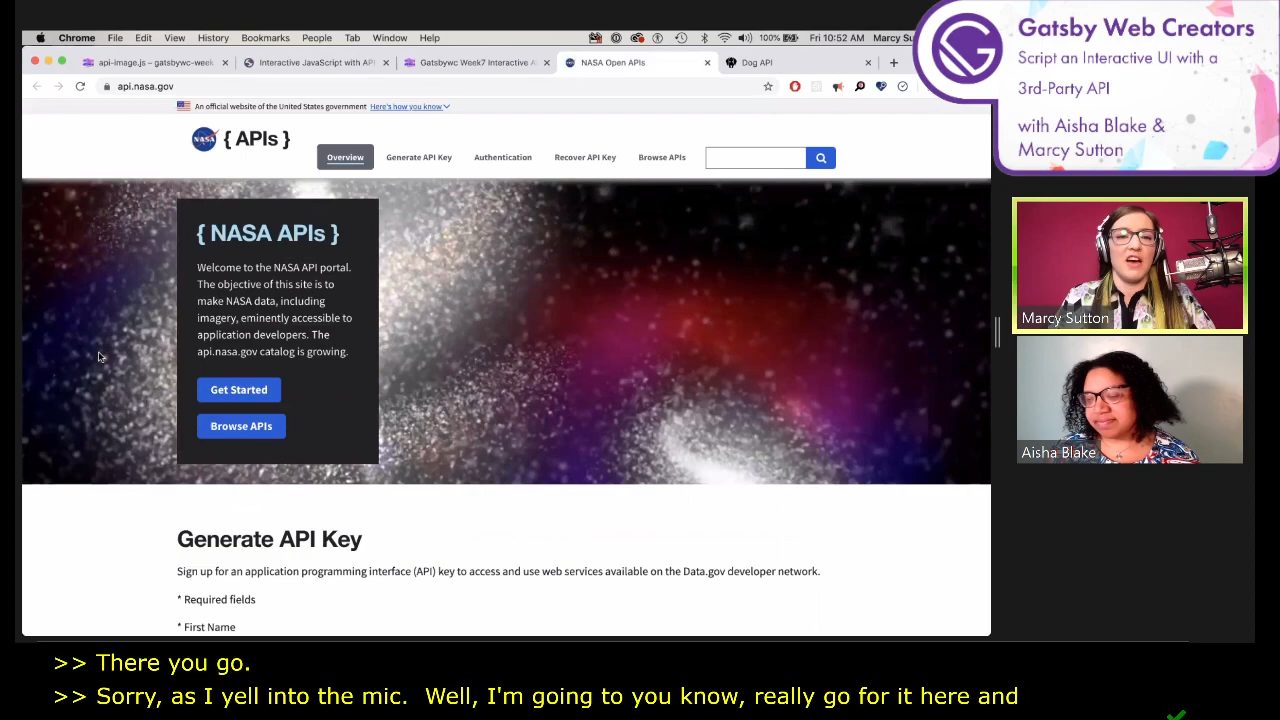 Chrome File Edit View History Bookmarks People Tab Window Help 100% Fri 10:52 AM Marcy Su
api-image.js – gatsbywc-week Interactive JavaScript with API Gatsbywc Week7 Interactive A NASA Open APIs Dog API
api.nasa.gov
An official website of the United States government Here's how you know
NASA { APIs }
Overview Generate API Key Authentication Recover API Key Browse APIs
{ NASA APIs }
Welcome to the NASA API portal.
The objective of this site is to
make NASA data, including
imagery, eminently accessible to
application developers. The
api.nasa.gov catalog is growing.
Get Started
Browse APIs
Generate API Key
Sign up for an application programming interface (API) key to access and use web services available on the Data.gov developer network.
* Required fields
* First Name
Gatsby Web Creators
Script an Interactive UI with a
3rd-Party API
with Aisha Blake &
Marcy Sutton
Marcy Sutton
Aisha Blake
>> There you go.
>> Sorry, as I yell into the mic. Well, I'm going to you know, really go for it here and